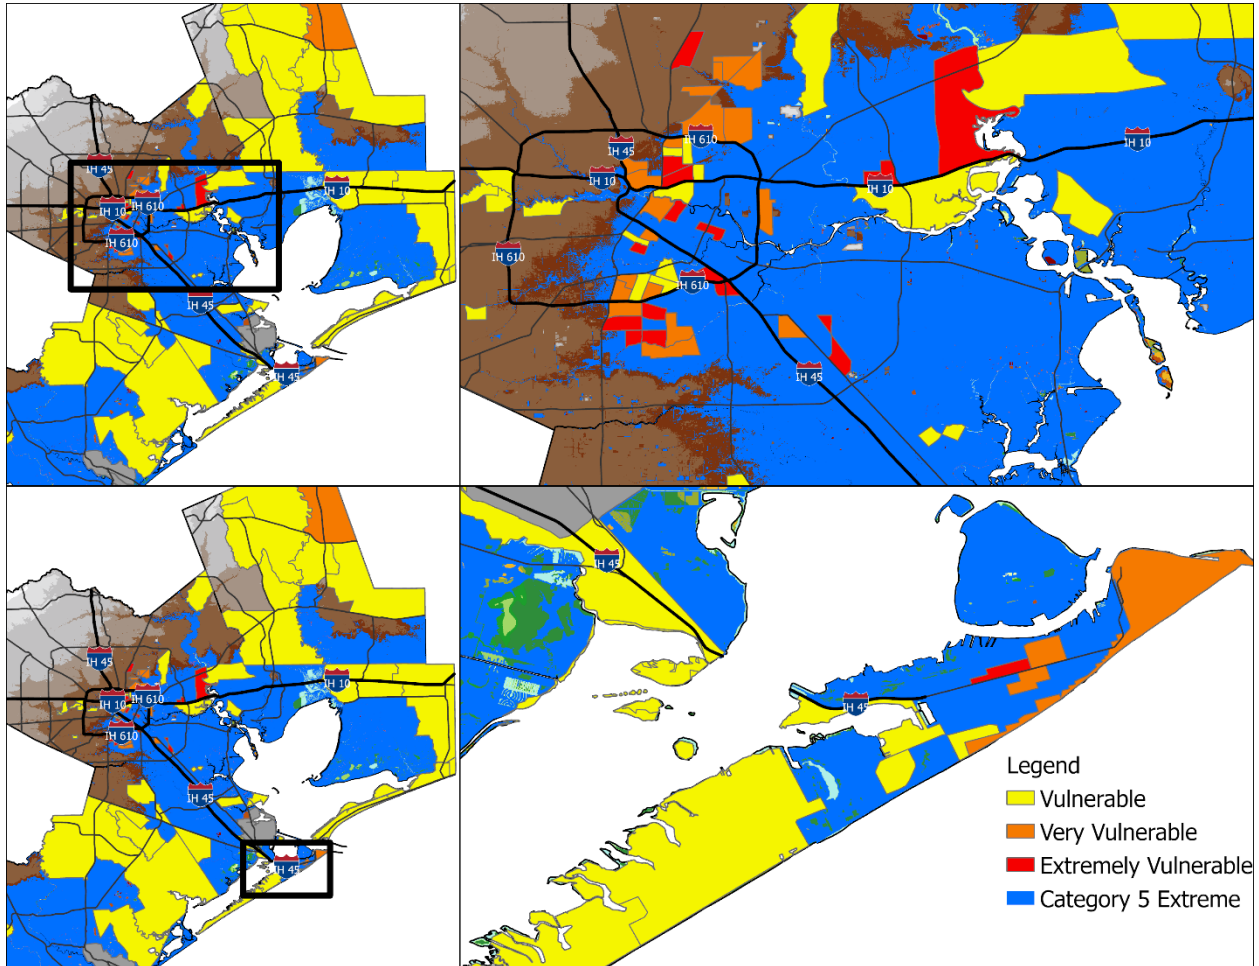 IH 45
IH 10
IH 10
IH 610
IH 610
IH 45
IH 45
IH 45
IH 610
IH 10
IH 10
IH 10
IH 610
IH 610
IH 45
IH 45
IH 10
IH 10
IH 610
IH 610
IH 45
IH 45
IH 45
IH 45
Legend
Vulnerable
Very Vulnerable
Extremely Vulnerable
Category 5 Extreme